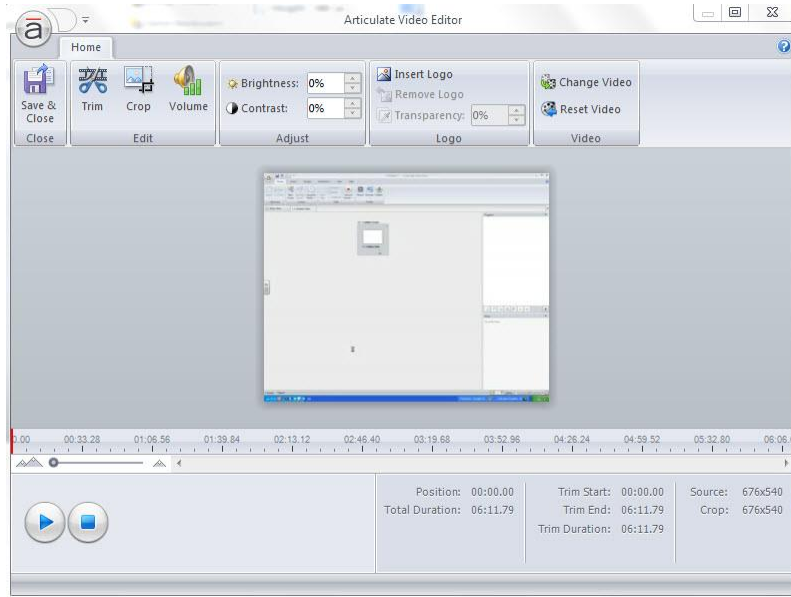 Articulate Video Editor
Home
Save & Close
Trim
Crop
Volume
Brightness: 0%
Contrast: 0%
Insert Logo
Remove Logo
Transparency: 0%
Change Video
Reset Video
Close
Edit
Adjust
Logo
Video
00:33.28 01:06.56 01:39.84 02:13.12 02:46.40 03:19.68 03:52.96 04:26.24 04:59.52 05:32.80
Position: 00:00.00
Total Duration: 06:11.79
Trim Start: 00:00.00
Trim End: 06:11.79
Trim Duration: 06:11.79
Source: 676x540
Crop: 676x540